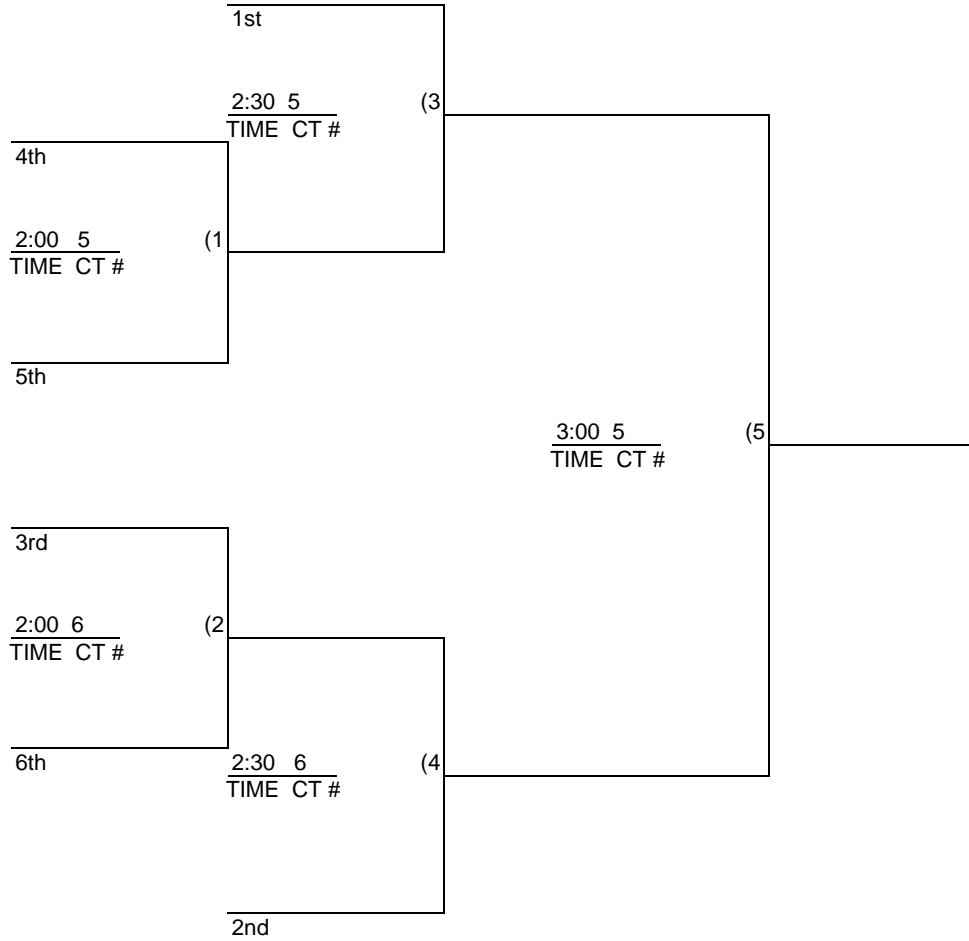 1st
2:30 5 (3
TIME CT #
4th
2:00 5 (1
TIME CT #
5th
3:00 5 (5
TIME CT #
3rd
2:00 6 (2
TIME CT #
6th
2:30 6 (4
TIME CT #
2nd